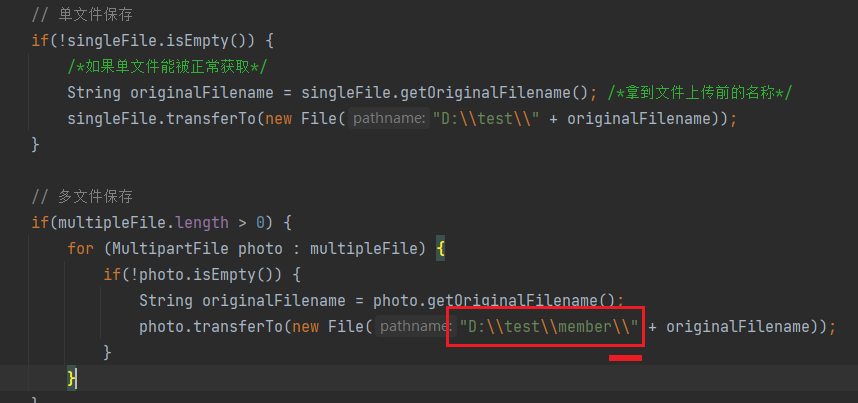 // 单文件保存
if(!singleFile.isEmpty()) {
/*如果单文件能被正常获取*/
String originalFilename = singleFile.getOriginalFilename(); /*拿到文件上传前的名称*/
singleFile.transferTo(new File( pathname: "D:\\test\\" + originalFilename));
}
// 多文件保存
if(multipleFile.length > 0) {
for (MultipartFile photo : multipleFile) {
if(!photo.isEmpty()) {
String originalFilename = photo.getOriginalFilename();
photo.transferTo(new File( pathname: "D:\\test\\member\\" + originalFilename));
}
}